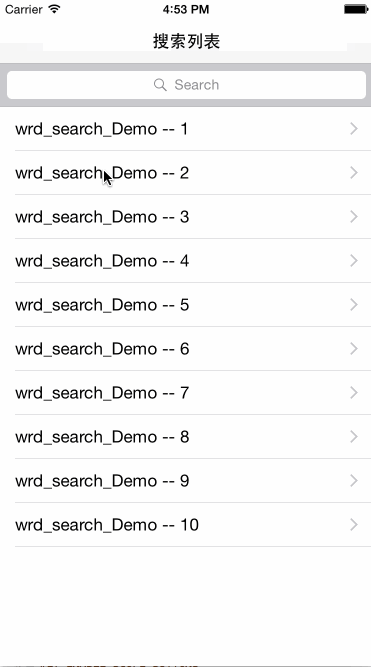 Carrier 4:53 PM
搜索列表
Search
wrd_search_Demo -- 1
wrd_search_Demo -- 2
wrd_search_Demo -- 3
wrd_search_Demo -- 4
wrd_search_Demo -- 5
wrd_search_Demo -- 6
wrd_search_Demo -- 7
wrd_search_Demo -- 8
wrd_search_Demo -- 9
wrd_search_Demo -- 10